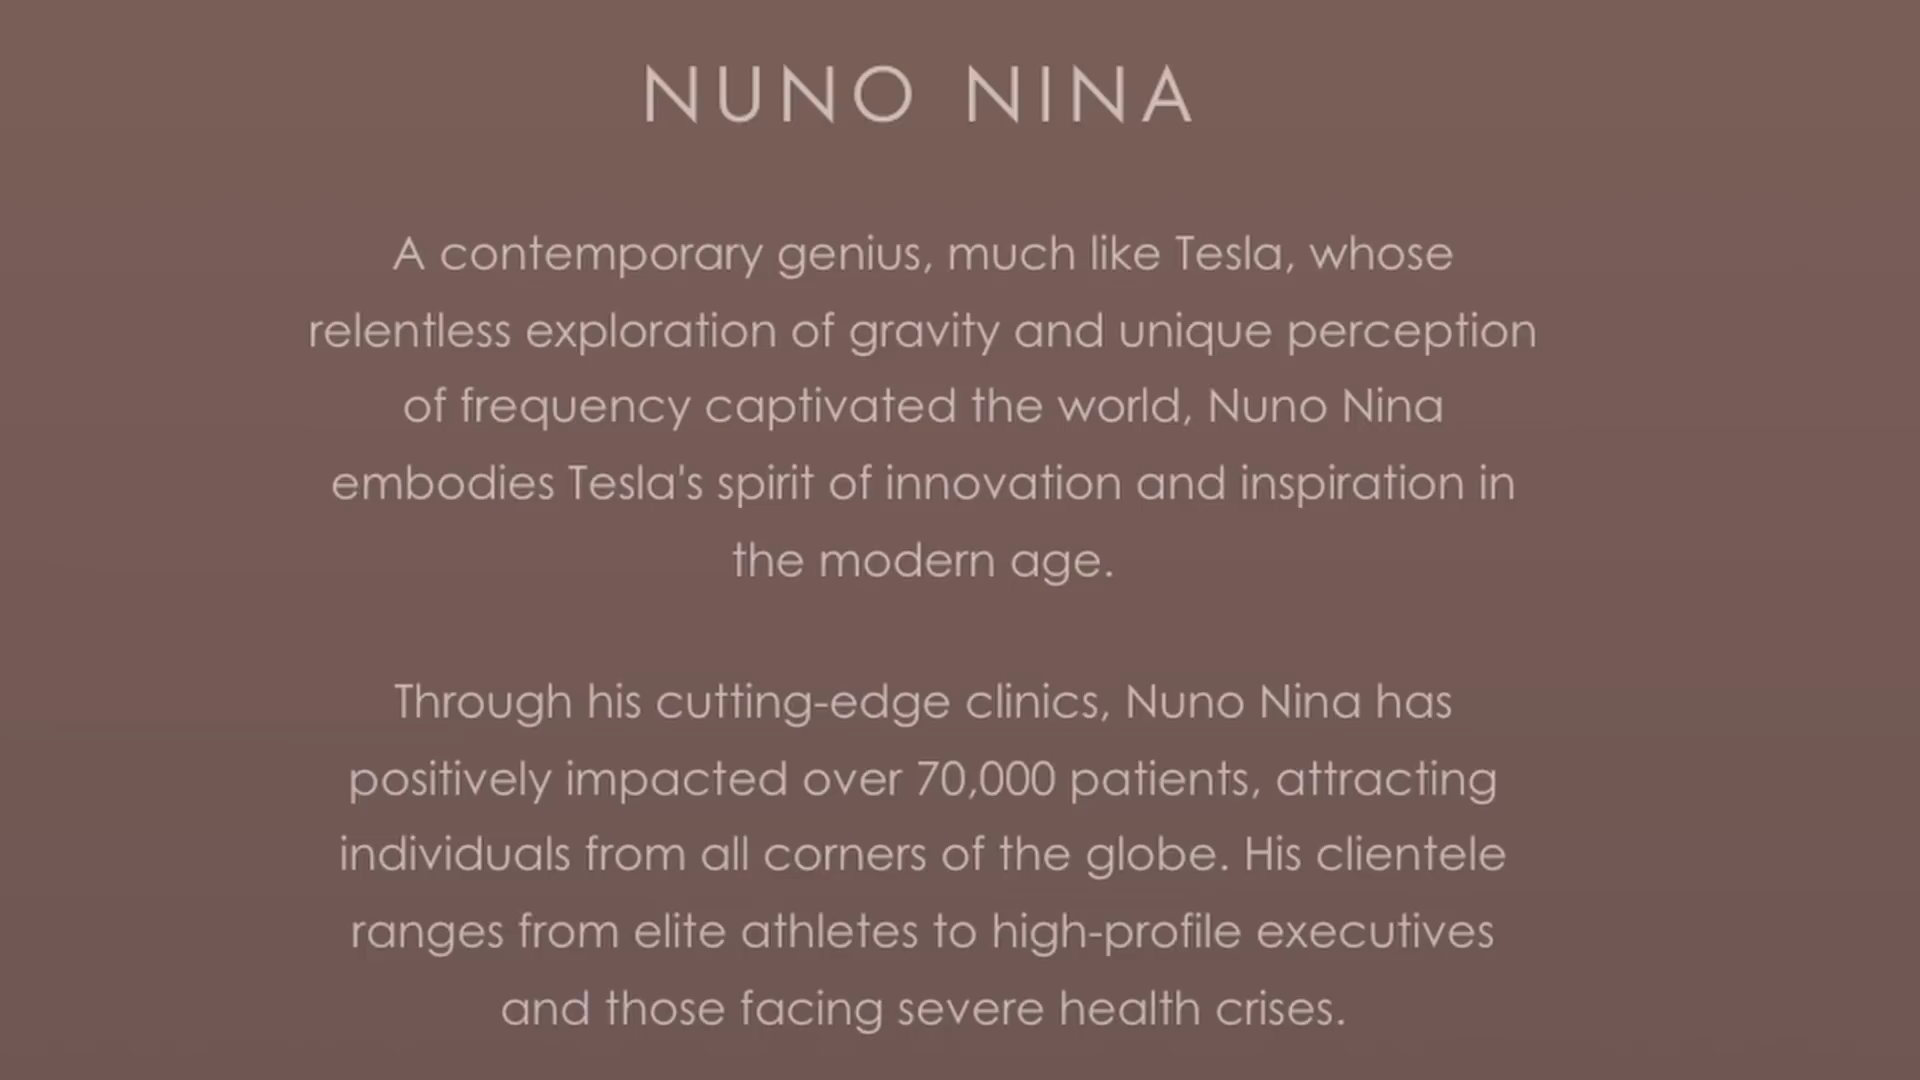 NUNO NINA
A contemporary genius, much like Tesla, whose
relentless exploration of gravity and unique perception
of frequency captivated the world, Nuno Nina
embodies Tesla's spirit of innovation and inspiration in
the modern age.
Through his cutting-edge clinics, Nuno Nina has
positively impacted over 70,000 patients, attracting
individuals from all corners of the globe. His clientele
ranges from elite athletes to high-profile executives
and those facing severe health crises.